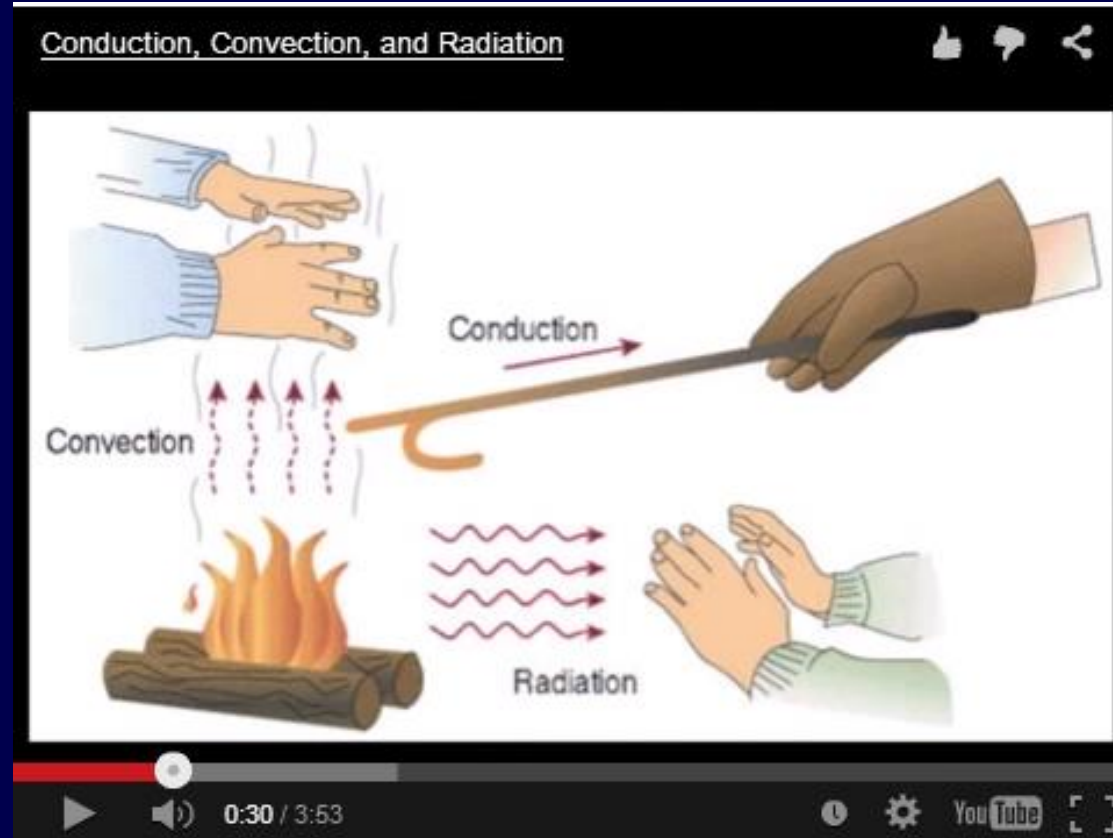 Conduction, Convection, and Radiation
Conduction
Convection
Radiation
0:30 / 3:53
YouTube